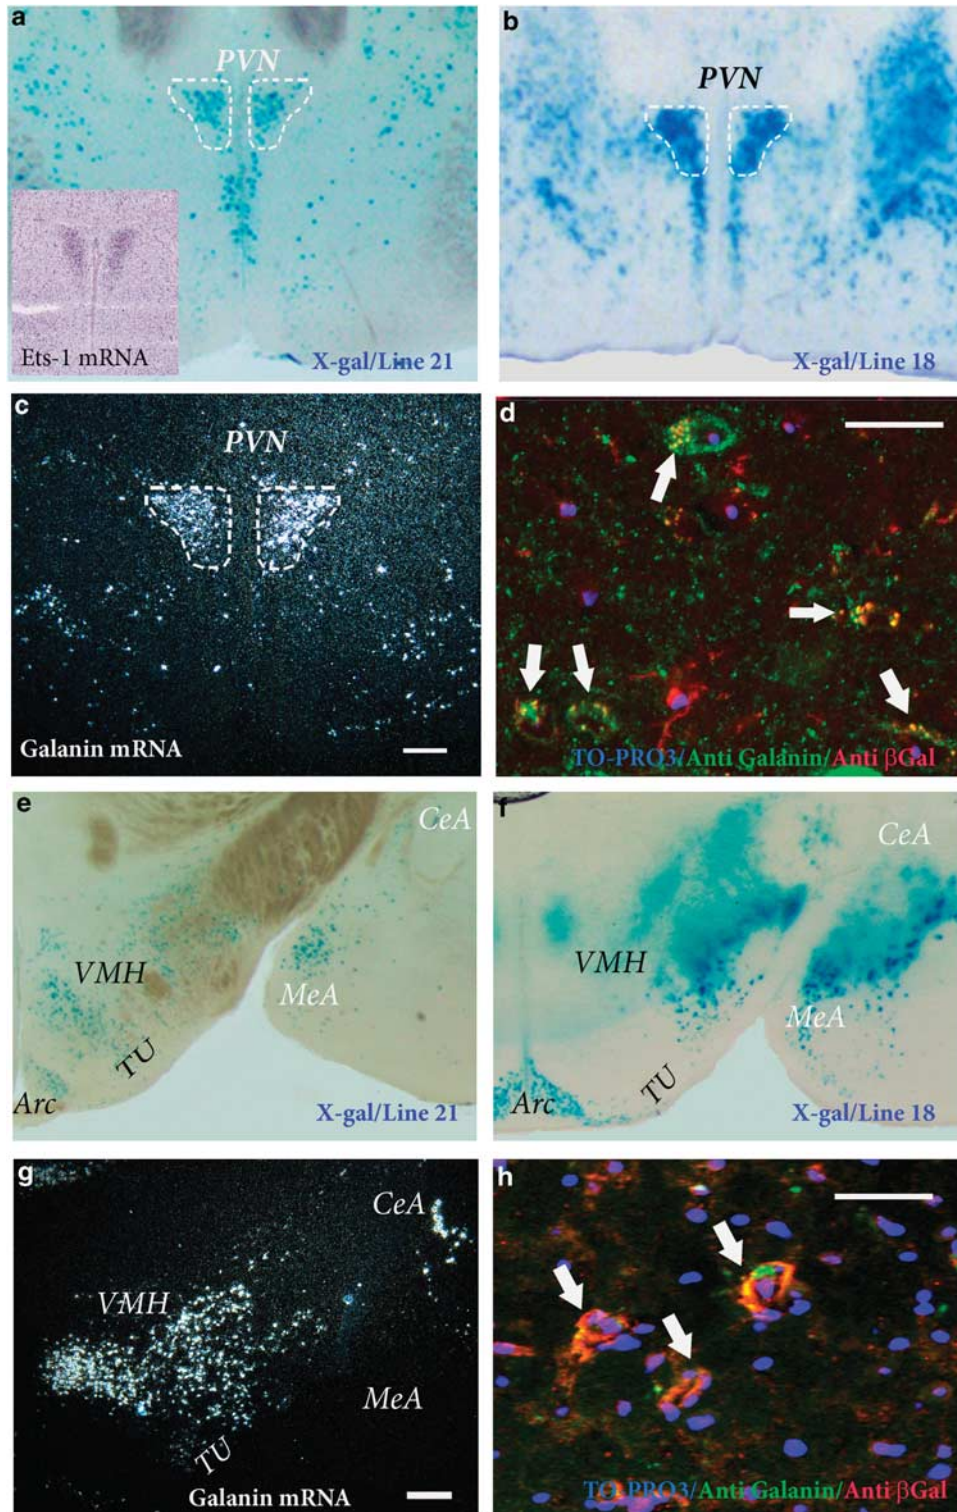 a
PVN
Ets-1 mRNA
X-gal/Line 21
b
PVN
X-gal/Line 18
c
PVN
Galanin mRNA
d
TO-PRO3/Anti Galanin/Anti βGal
e
CeA
VMH
MeA
TU
Arc
X-gal/Line 21
f
CeA
VMH
MeA
TU
Arc
X-gal/Line 18
g
CeA
VMH
MeA
TU
Galanin mRNA
h
TO-PRO3/Anti Galanin/Anti βGal